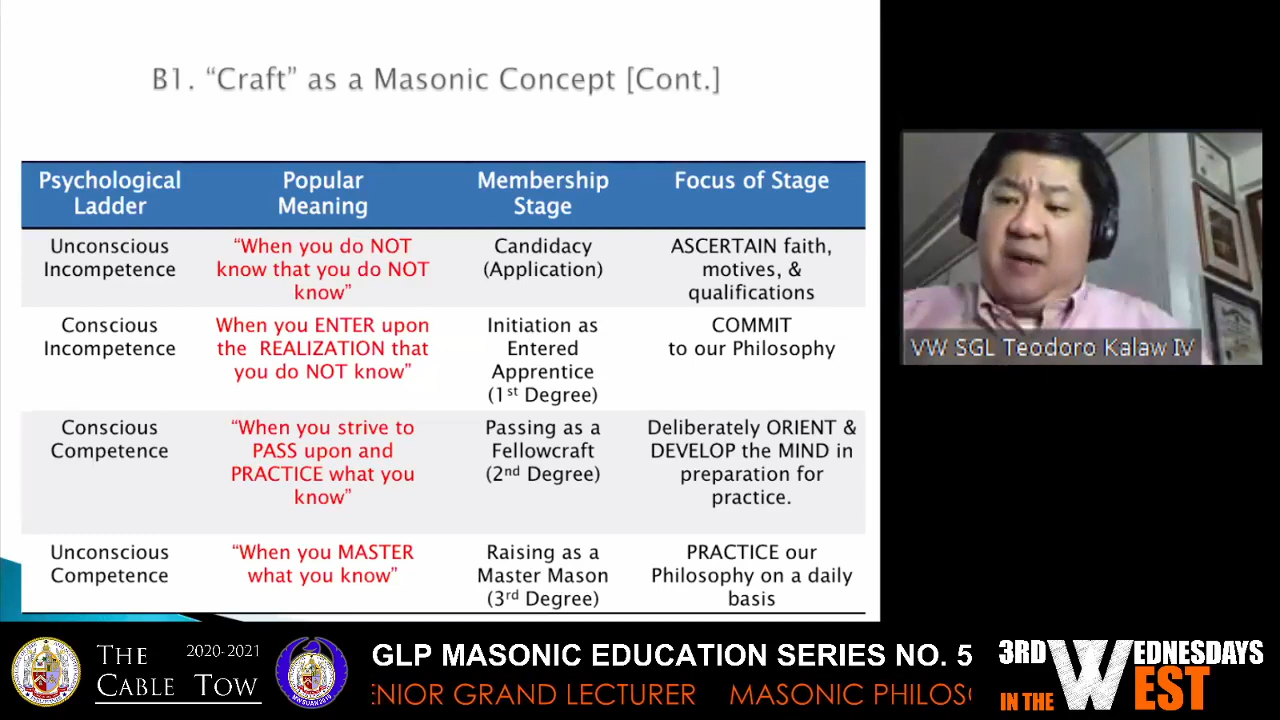 B1. “Craft” as a Masonic Concept [Cont.]
Psychological Ladder
Popular Meaning
Membership Stage
Focus of Stage
Unconscious Incompetence
“When you do NOT know that you do NOT know”
Candidacy (Application)
ASCERTAIN faith, motives, & qualifications
Conscious Incompetence
When you ENTER upon the REALIZATION that you do NOT know”
Initiation as Entered Apprentice (1st Degree)
COMMIT to our Philosophy
Conscious Competence
“When you strive to PASS upon and PRACTICE what you know”
Passing as a Fellowcraft (2nd Degree)
Deliberately ORIENT & DEVELOP the MIND in preparation for practice.
Unconscious Competence
“When you MASTER what you know”
Raising as a Master Mason (3rd Degree)
PRACTICE our Philosophy on a daily basis
VW SGL Teodoro Kalaw IV
THE 2020-2021
CABLE TOW
GLP MASONIC EDUCATION SERIES NO. 5
ENIOR GRAND LECTURER MASONIC PHILOS
3RD WEDNESDAYS
IN THE WEST